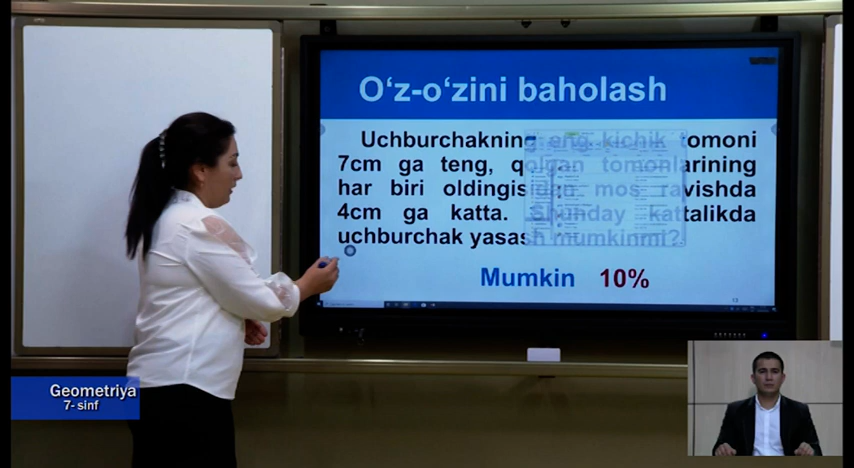 O‘z-o‘zini baholash
Uchburchakning eng kichik tomoni
7cm ga teng, qolgan tomonlarining
har biri oldingisidan mos ravishda
4cm ga katta. Shunday kattalikda
uchburchak yasash mumkinmi?
Mumkin 10%
Geometriya
7- sinf